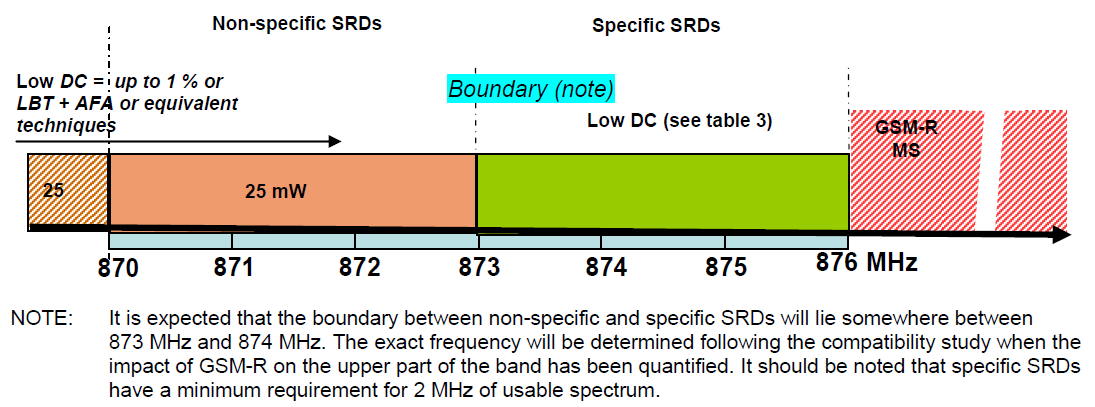 Non-specific SRDs
Specific SRDs
Low DC = up to 1 % or
LBT + AFA or equivalent
techniques
Boundary (note)
Low DC (see table 3)
GSM-R
MS
25
25 mW
870
871
872
873
874
875
876 MHz
NOTE: It is expected that the boundary between non-specific and specific SRDs will lie somewhere between
873 MHz and 874 MHz. The exact frequency will be determined following the compatibility study when the
impact of GSM-R on the upper part of the band has been quantified. It should be noted that specific SRDs
have a minimum requirement for 2 MHz of usable spectrum.